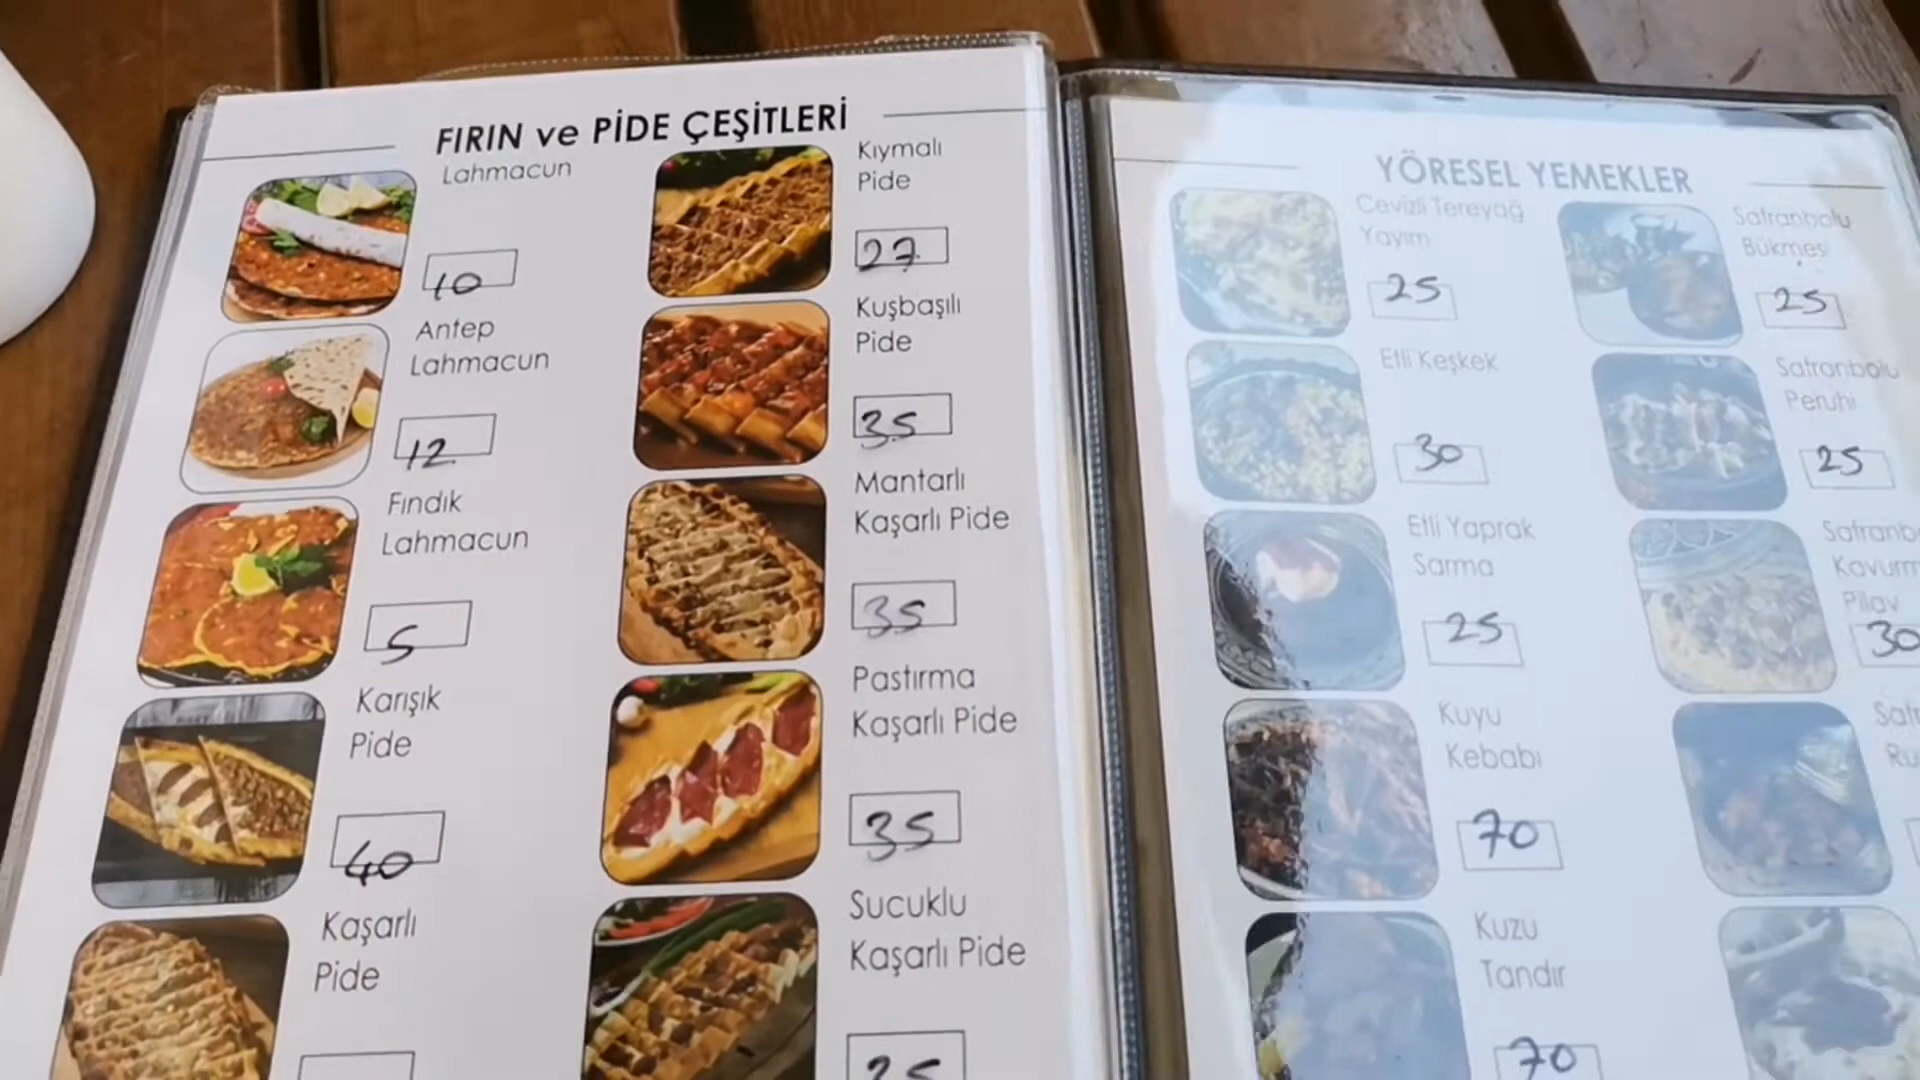 FIRIN ve PİDE ÇEŞİTLERİ
Lahmacun
10
Antep
Lahmacun
12
Fındık
Lahmacun
5
Karışık
Pide
40
Kaşarlı
Pide
Kıymalı
Pide
27
Kuşbaşılı
Pide
35
Mantarlı
Kaşarlı Pide
35
Pastırma
Kaşarlı Pide
35
Sucuklu
Kaşarlı Pide
YÖRESEL YEMEKLER
Cevizli Tereyağ
Yayım
25
Etli Keşkek
30
Etli Yaprak
Sarma
25
Kuyu
Kebabı
70
Kuzu
Tandır
70
Safranbolu
Bükmesi
25
Safranbolu
Peruhi
25
Pilav
30